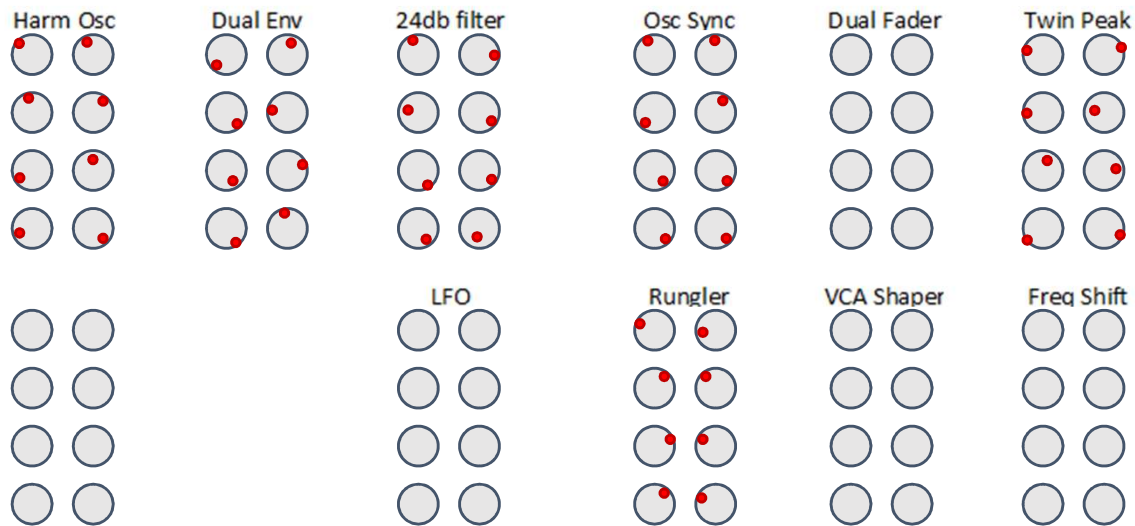 Harm Osc
Dual Env
24db filter
Osc Sync
Dual Fader
Twin Peak
LFO
Rungler
VCA Shaper
Freq Shift